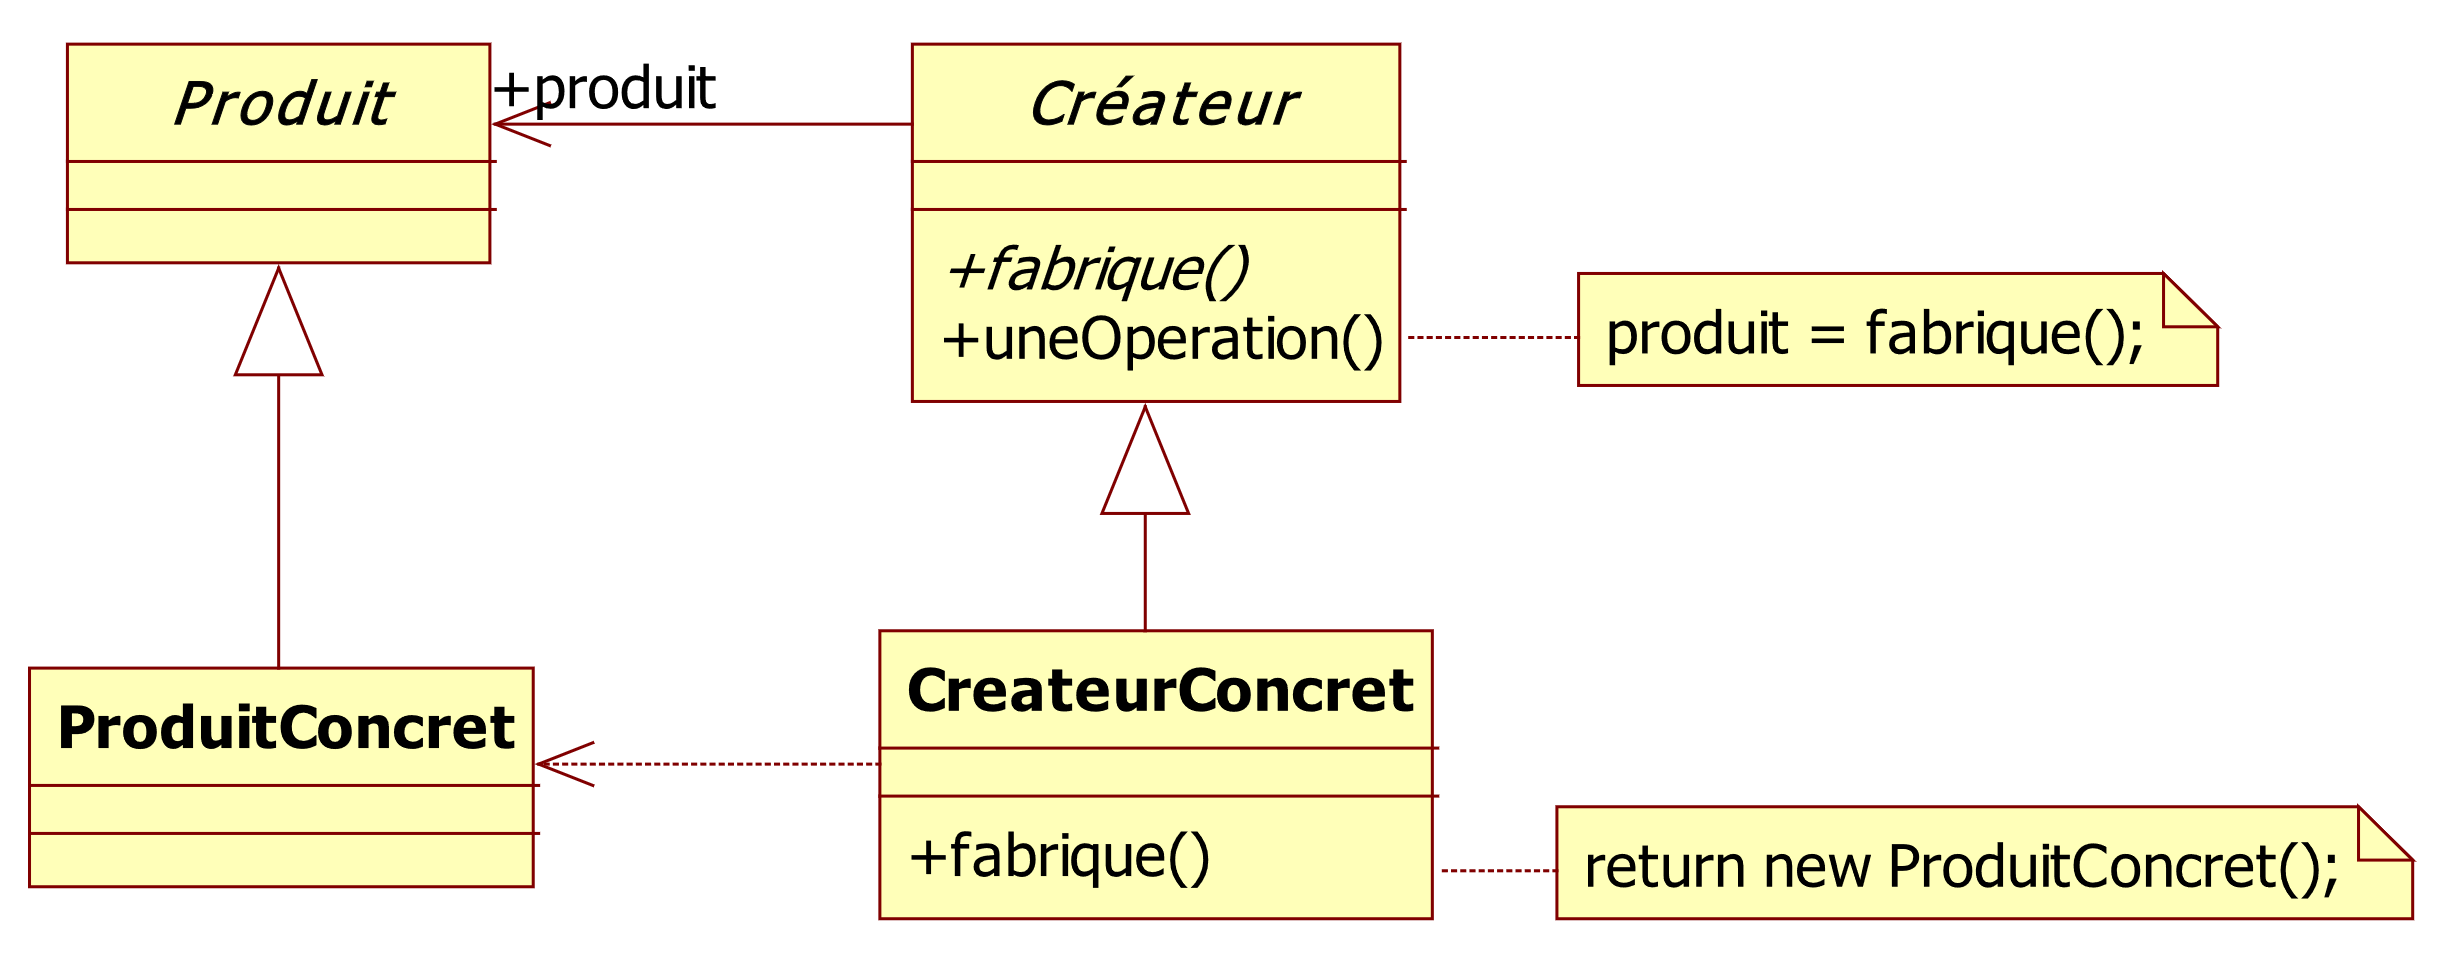 Produit
+produit
Créateur
+fabrique()
+uneOperation()
produit = fabrique();
ProduitConcret
CreateurConcret
+fabrique()
return new ProduitConcret();